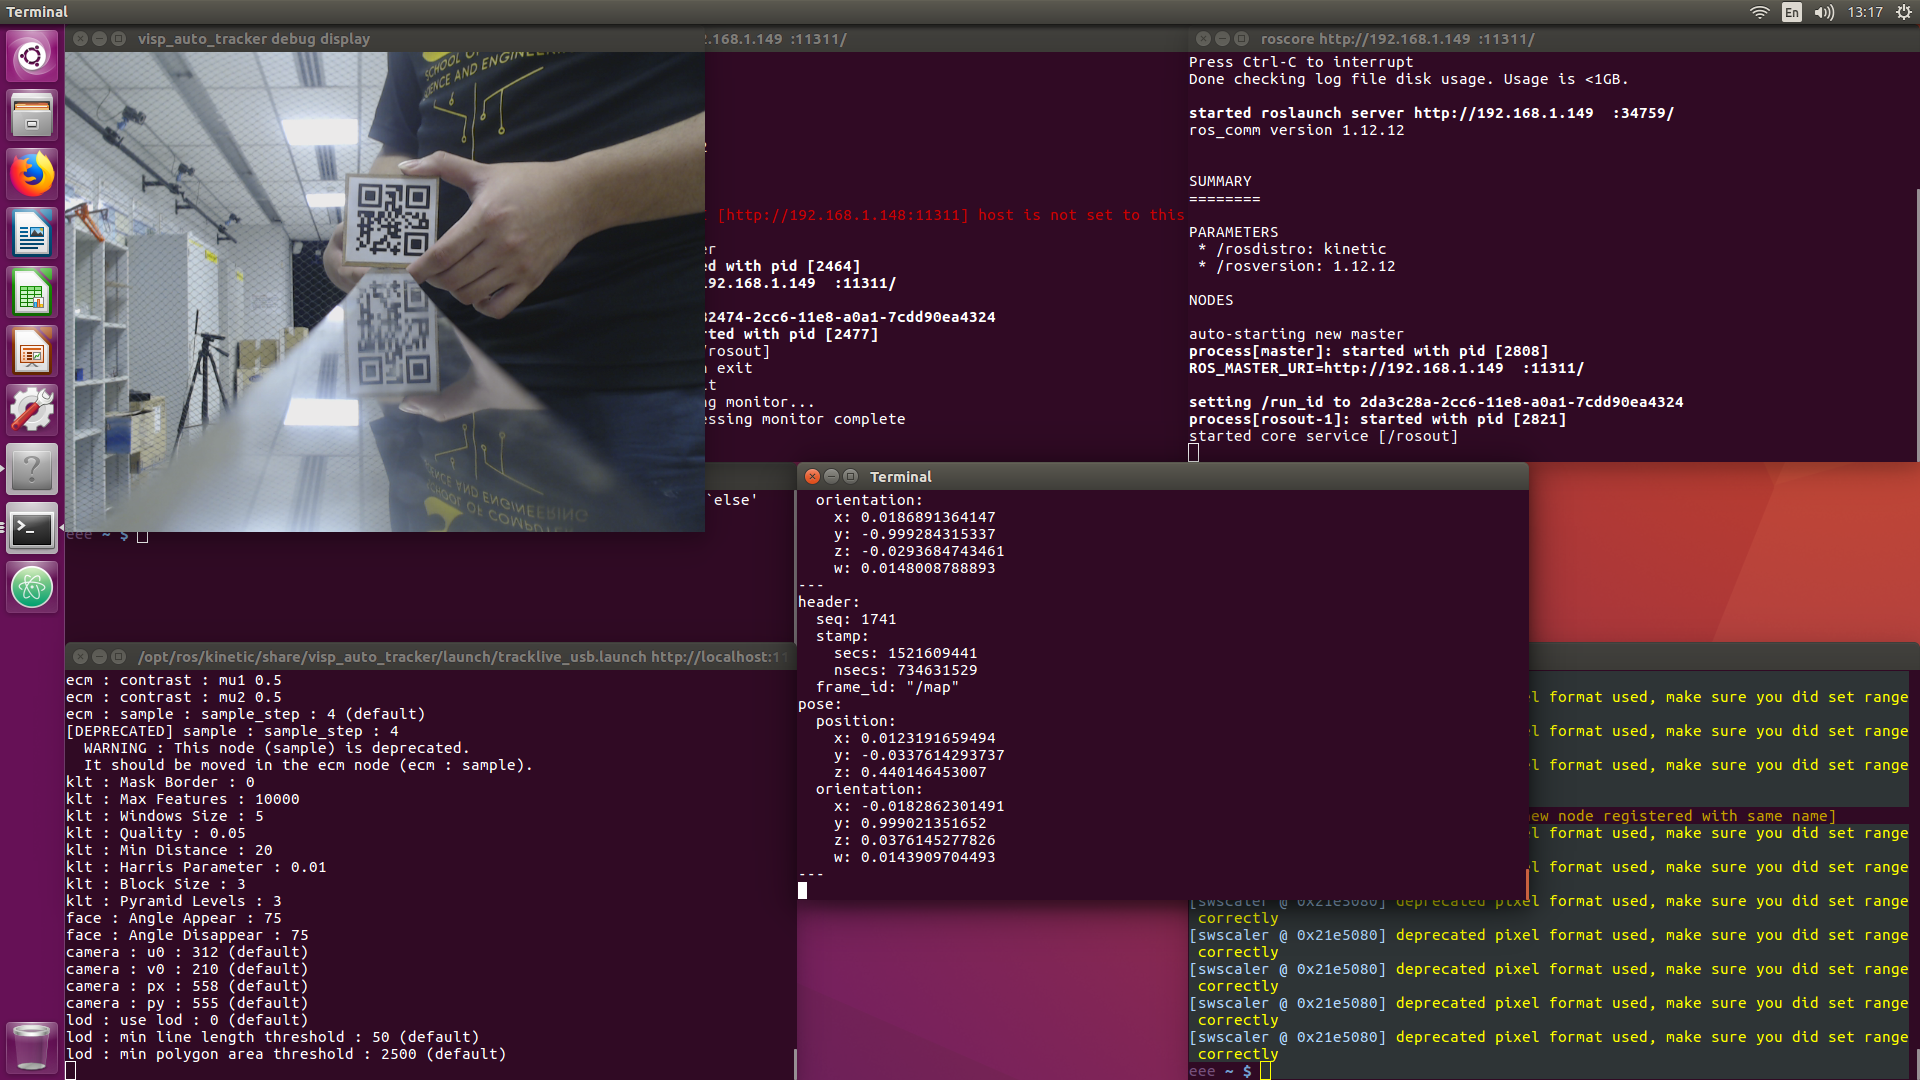 Terminal
En
13:17
visp_auto_tracker debug display
.168.1.149 :11311/
SCHOOL OF
SCIENCE AND ENGINEERING
[http://192.168.1.148:11311] host is not set to this
er
d with pid [2464]
92.168.1.149 :11311/
32474-2cc6-11e8-a0a1-7cdd90ea4324
rted with pid [2477]
/rosout]
n exit
it
ng monitor...
essing monitor complete
SCIENCE AND ENGINEERING
SCHOOL OF COMPUTER
`else'
eee ~ $
roscore http://192.168.1.149 :11311/
Press Ctrl-C to interrupt
Done checking log file disk usage. Usage is <1GB.
started roslaunch server http://192.168.1.149 :34759/
ros_comm version 1.12.12
SUMMARY
========
PARAMETERS
* /rosdistro: kinetic
* /rosversion: 1.12.12
NODES
auto-starting new master
process[master]: started with pid [2808]
ROS_MASTER_URI=http://192.168.1.149 :11311/
setting /run_id to 2da3c28a-2cc6-11e8-a0a1-7cdd90ea4324
process[rosout-1]: started with pid [2821]
started core service [/rosout]
Terminal
orientation:
x: 0.0186891364147
y: -0.999284315337
z: -0.0293684743461
w: 0.0148008788893
---
header:
seq: 1741
stamp:
secs: 1521609441
nsecs: 734631529
frame_id: "/map"
pose:
position:
x: 0.0123191659494
y: -0.0337614293737
z: 0.440146453007
orientation:
x: -0.0182862301491
y: 0.999021351652
z: 0.0376145277826
w: 0.0143909704493
---
/opt/ros/kinetic/share/visp_auto_tracker/launch/tracklive_usb.launch http://localhost:11
ecm : contrast : mu1 0.5
ecm : contrast : mu2 0.5
ecm : sample : sample_step : 4 (default)
[DEPRECATED] sample : sample_step : 4
WARNING : This node (sample) is deprecated.
It should be moved in the ecm node (ecm : sample).
klt : Mask Border : 0
klt : Max Features : 10000
klt : Windows Size : 5
klt : Quality : 0.05
klt : Min Distance : 20
klt : Harris Parameter : 0.01
klt : Block Size : 3
klt : Pyramid Levels : 3
face : Angle Appear : 75
face : Angle Disappear : 75
camera : u0 : 312 (default)
camera : v0 : 210 (default)
camera : px : 558 (default)
camera : py : 555 (default)
lod : use lod : 0 (default)
lod : min line length threshold : 50 (default)
lod : min polygon area threshold : 2500 (default)
l format used, make sure you did set range
l format used, make sure you did set range
l format used, make sure you did set range
new node registered with same name]
l format used, make sure you did set range
l format used, make sure you did set range
[swscaler @ 0x21e5080] deprecated pixel format used, make sure you did set range
correctly
[swscaler @ 0x21e5080] deprecated pixel format used, make sure you did set range
correctly
[swscaler @ 0x21e5080] deprecated pixel format used, make sure you did set range
correctly
[swscaler @ 0x21e5080] deprecated pixel format used, make sure you did set range
correctly
[swscaler @ 0x21e5080] deprecated pixel format used, make sure you did set range
correctly
eee ~ $